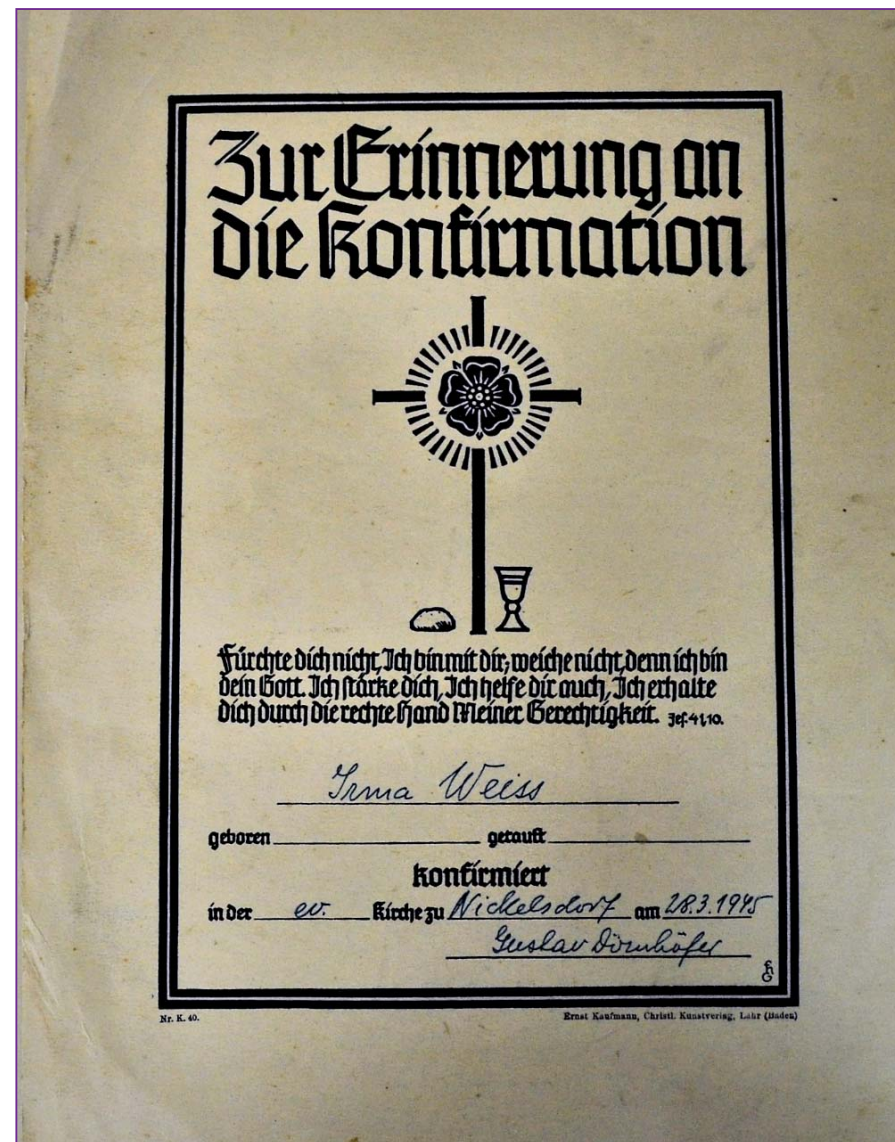 Zur Erinnerung an
die Konfirmation
Fürchte dich nicht, Ich bin mit dir; weiche nicht, denn ich bin
dein Gott. Ich stärke dich, Ich helfe dir auch, Ich erhalte
dich durch die rechte Hand Meiner Gerechtigkeit. Jes. 41,10.
Irma Weiss
geboren getauft
konfirmiert
in der ev. Kirche zu Nickelsdorf am 28.3.1945
Gustav Dörnhöfer
Nr. K. 40. Ernst Kaufmann, Christl. Kunstverlag, Lahr (Baden)